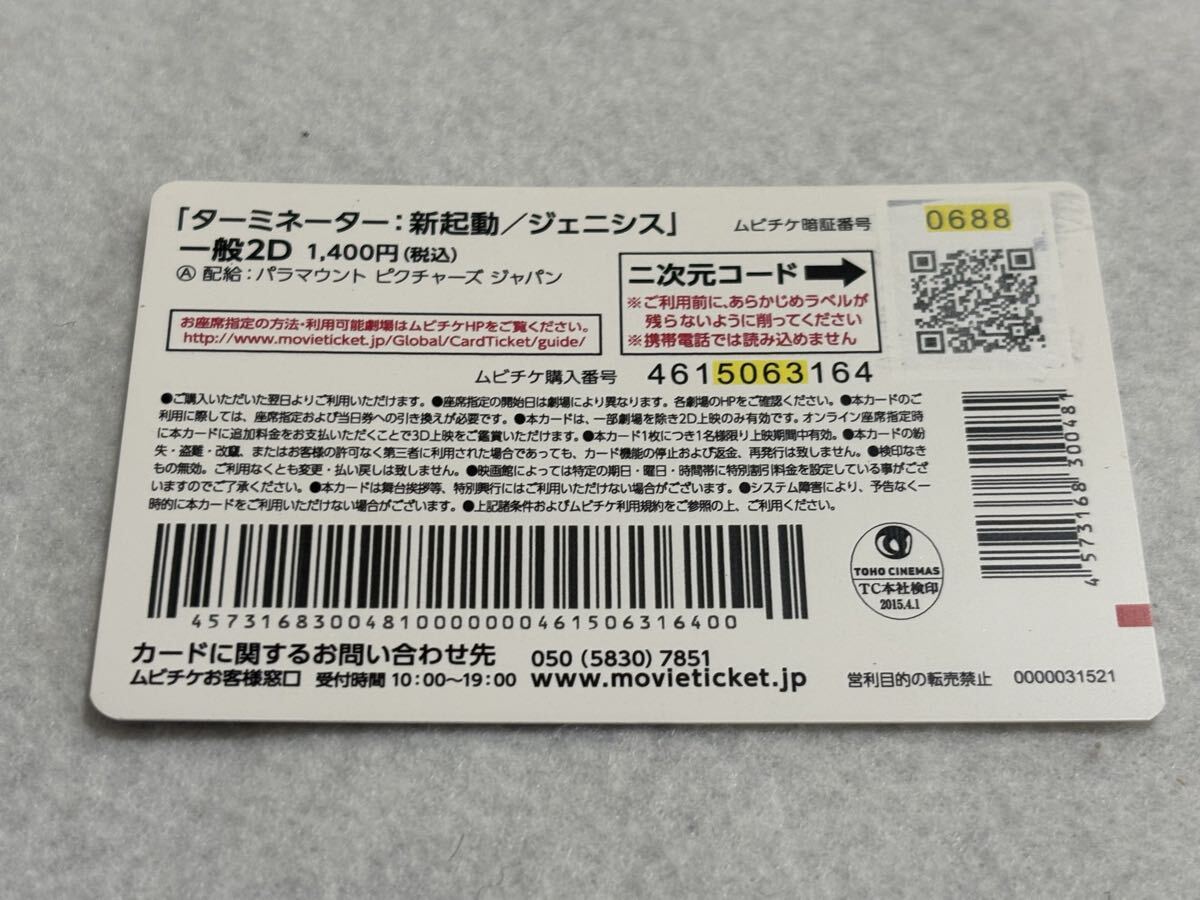 「ターミネーター：新起動／ジェニシス」
一般2D 1,400円(税込)
Ⓐ 配給：パラマウント ピクチャーズ ジャパン
ムビチケ暗証番号 0688
二次元コード
※ご利用前に、あらかじめラベルが
残らないように削ってください
※携帯電話では読み込めません
お座席指定の方法・利用可能劇場はムビチケHPをご覧ください。
http://www.movieticket.jp/Global/CardTicket/guide/
ムビチケ購入番号 4615063164
●ご購入いただいた翌日よりご利用いただけます。●座席指定の開始日は劇場により異なります。各劇場のHPをご確認ください。●本カードのご
利用に際しては、座席指定および当日券への引き換えが必要です。●本カードは、一部劇場を除き2D上映のみ有効です。オンライン座席指定時
に本カードに追加料金をお支払いただくことで3D上映をご鑑賞いただけます。●本カード1枚につき1名様限り上映期間中有効。●本カードの紛
失・盗難・改竄、またはお客様の許可なく第三者に利用された場合であっても、カード機能の停止および返金、再発行は致しません。●検印なき
もの無効。ご利用なくとも変更・払い戻しは致しません。●映画館によっては特定の期日・曜日・時間帯に特別割引料金を設定している事がござ
いますのでご了承ください。●本カードは舞台挨拶等、特別興行にはご利用いただけない場合がございます。●システム障害により、予告なく一
時的に本カードをご利用いただけない場合がございます。●上記諸条件およびムビチケ利用規約をご参照の上、ご利用ください。
4573168300481
45731683004810000000461506316400
TOHO CINEMAS
TC本社検印
2015.4.1
カードに関するお問い合わせ先 050 (5830) 7851
ムビチケお客様窓口 受付時間 10:00〜19:00 www.movieticket.jp
営利目的の転売禁止 0000031521